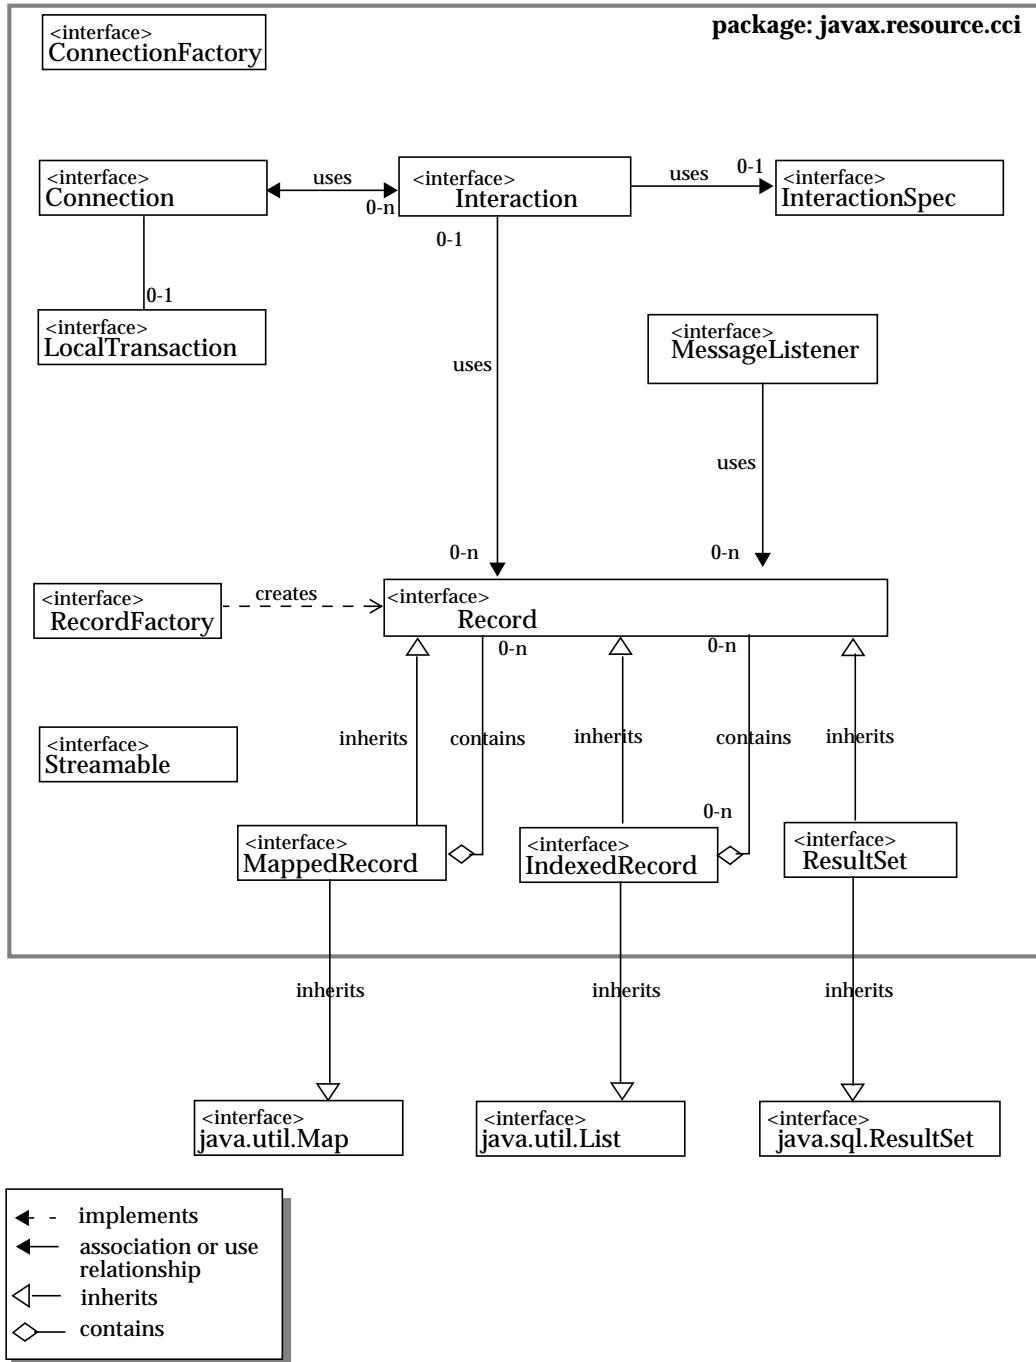 package: javax.resource.cci
<interface>
ConnectionFactory
<interface>
Connection
uses
0-n
<interface>
Interaction
uses
0-1
<interface>
InteractionSpec
0-1
0-1
<interface>
LocalTransaction
<interface>
MessageListener
uses
uses
0-n
0-n
<interface>
RecordFactory
creates
<interface>
Record
0-n
0-n
<interface>
Streamable
inherits
contains
inherits
contains
inherits
0-n
<interface>
MappedRecord
<interface>
IndexedRecord
<interface>
ResultSet
inherits
inherits
inherits
<interface>
java.util.Map
<interface>
java.util.List
<interface>
java.sql.ResultSet
implements
association or use
relationship
inherits
contains